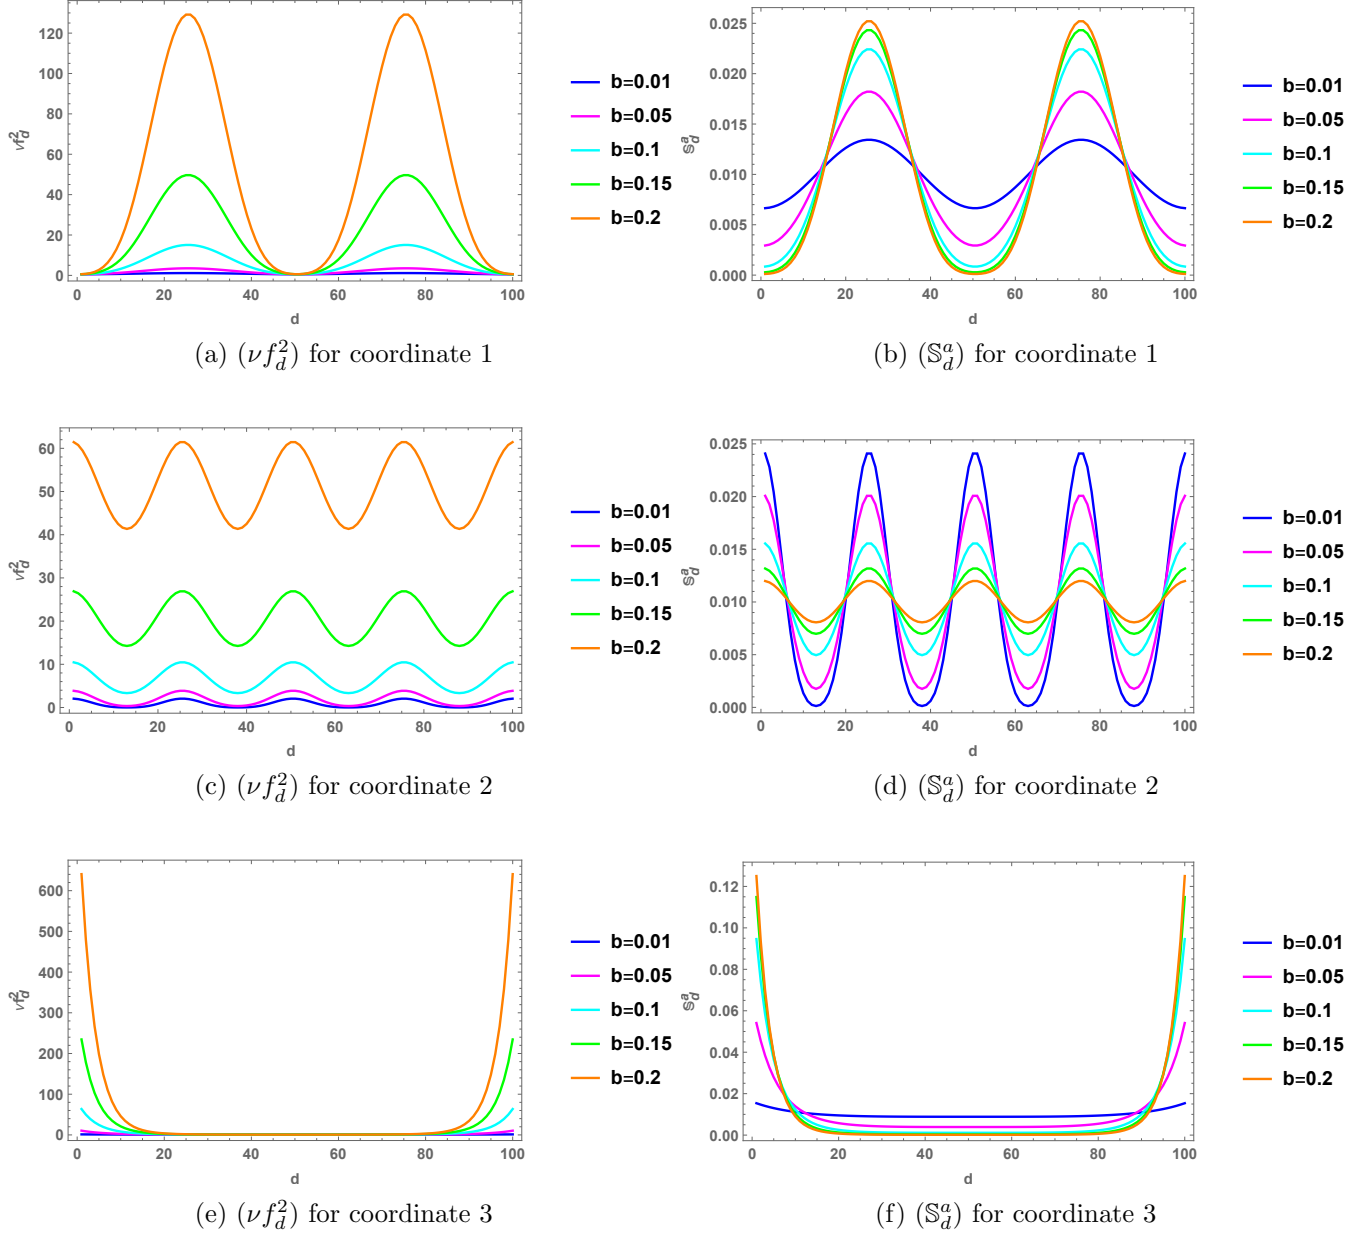 120
100
80
60
40
20
0
νf_d^2
0 20 40 60 80 100
d
b=0.01
b=0.05
b=0.1
b=0.15
b=0.2
(a) (νf_d^2) for coordinate 1
0.025
0.020
0.015
0.010
0.005
0.000
𝕊_d^a
0 20 40 60 80 100
d
b=0.01
b=0.05
b=0.1
b=0.15
b=0.2
(b) (𝕊_d^a) for coordinate 1
60
50
40
30
20
10
0
νf_d^2
0 20 40 60 80 100
d
b=0.01
b=0.05
b=0.1
b=0.15
b=0.2
(c) (νf_d^2) for coordinate 2
0.025
0.020
0.015
0.010
0.005
0.000
𝕊_d^a
0 20 40 60 80 100
d
b=0.01
b=0.05
b=0.1
b=0.15
b=0.2
(d) (𝕊_d^a) for coordinate 2
600
500
400
300
200
100
0
νf_d^2
0 20 40 60 80 100
d
b=0.01
b=0.05
b=0.1
b=0.15
b=0.2
(e) (νf_d^2) for coordinate 3
0.12
0.10
0.08
0.06
0.04
0.02
0.00
𝕊_d^a
0 20 40 60 80 100
d
b=0.01
b=0.05
b=0.1
b=0.15
b=0.2
(f) (𝕊_d^a) for coordinate 3